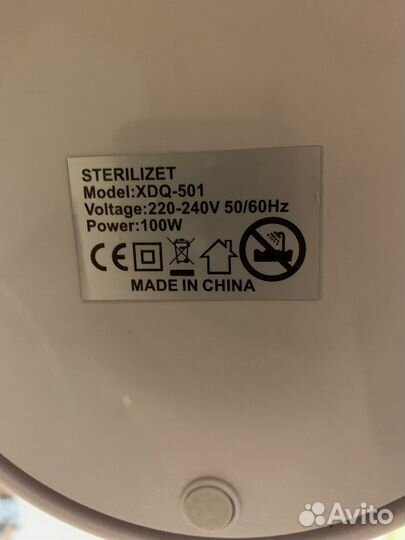 STERILIZET
Model:XDQ-501
Voltage:220-240V 50/60Hz
Power:100W
CE
MADE IN CHINA
Avito